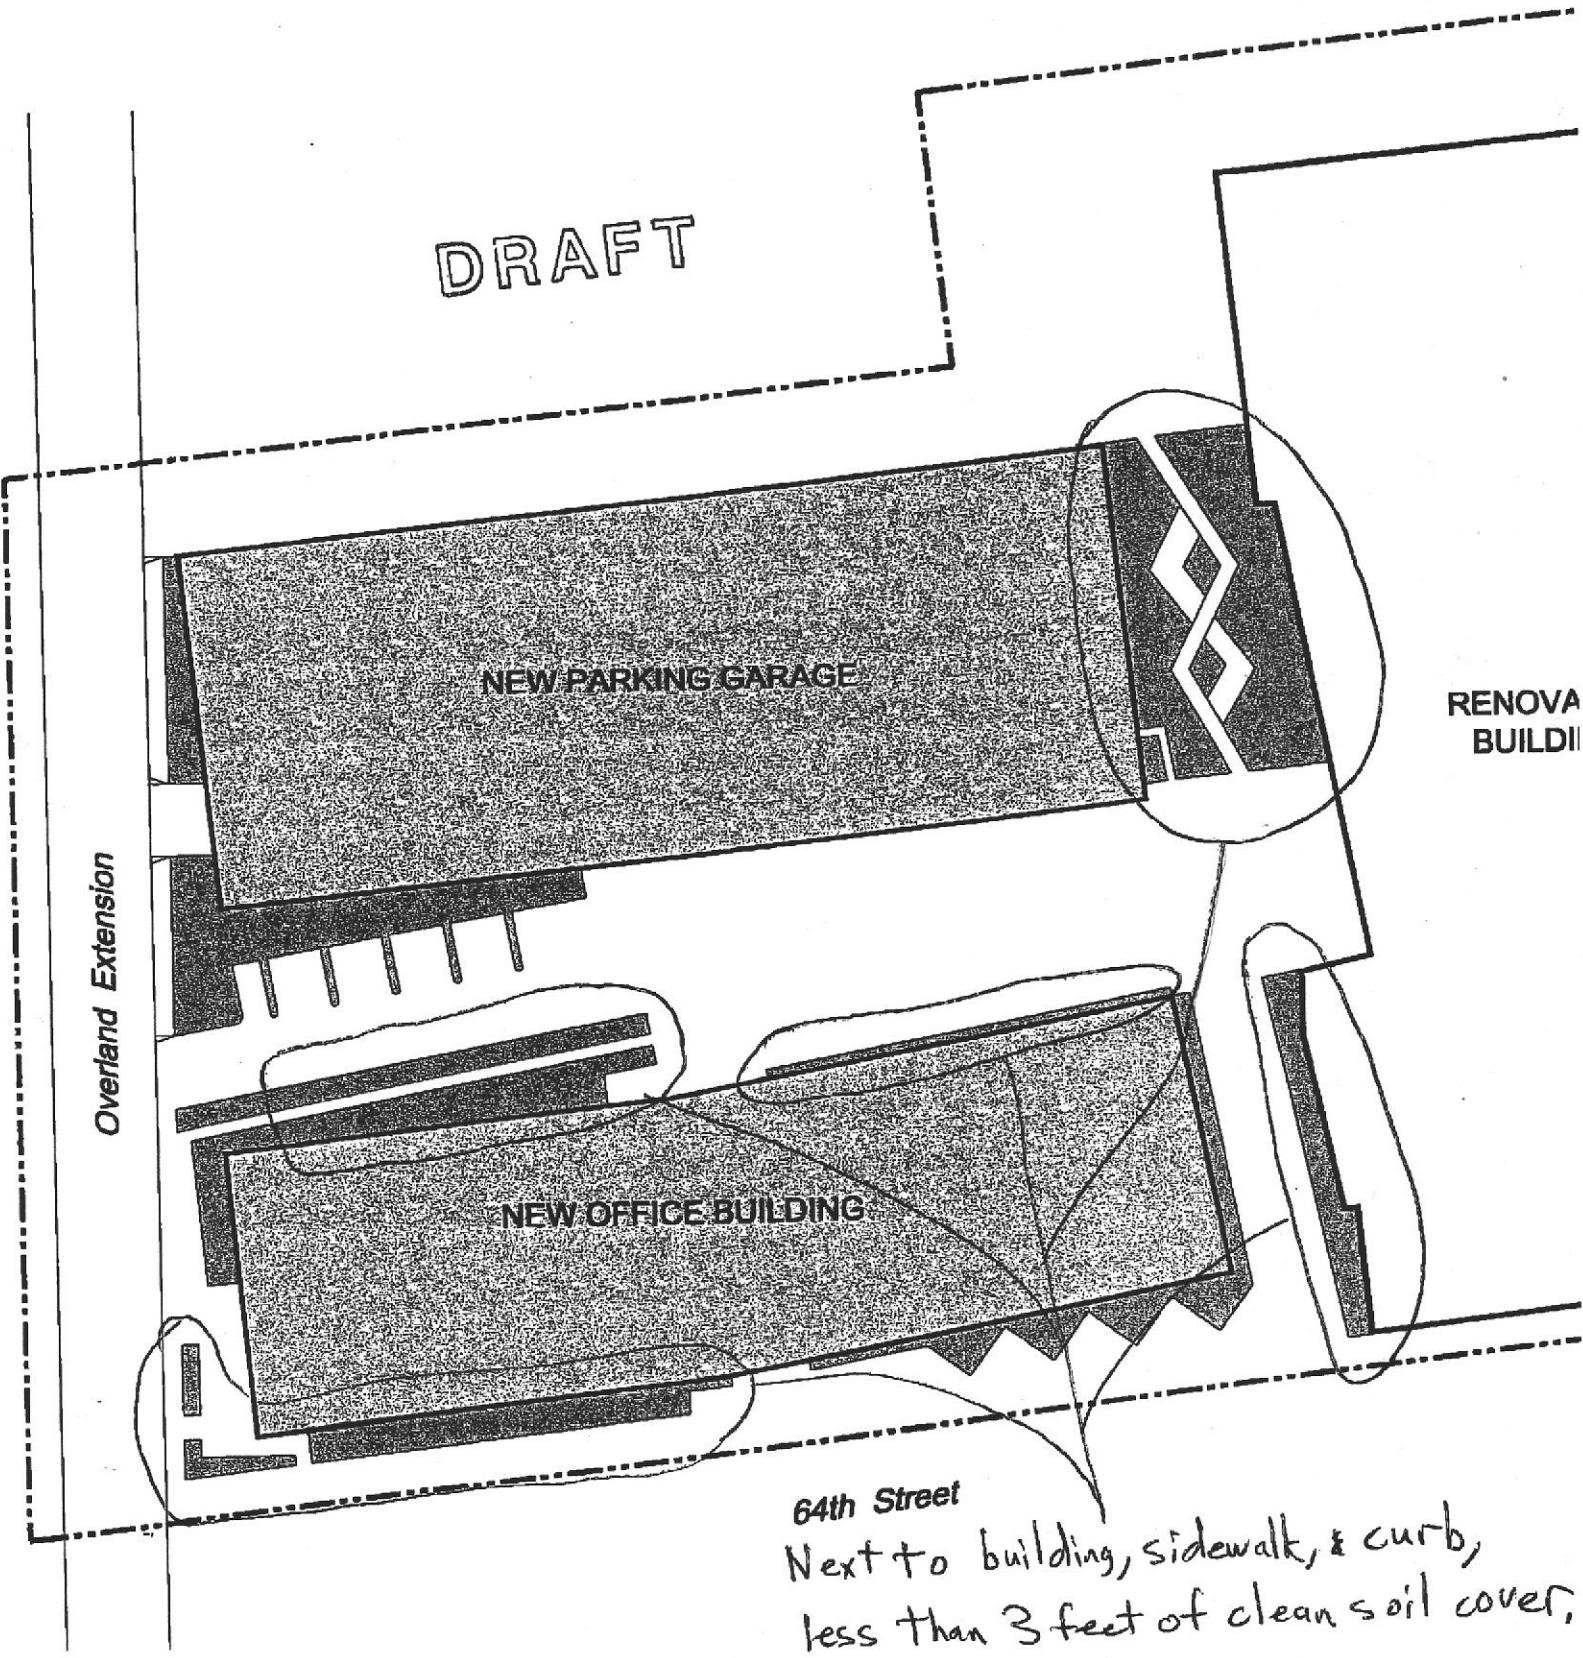 DRAFT
NEW PARKING GARAGE
RENOVA
BUILDI
Overland Extension
NEW OFFICE BUILDING
64th Street
Next to building, sidewalk, & curb,
less than 3 feet of clean soil cover,